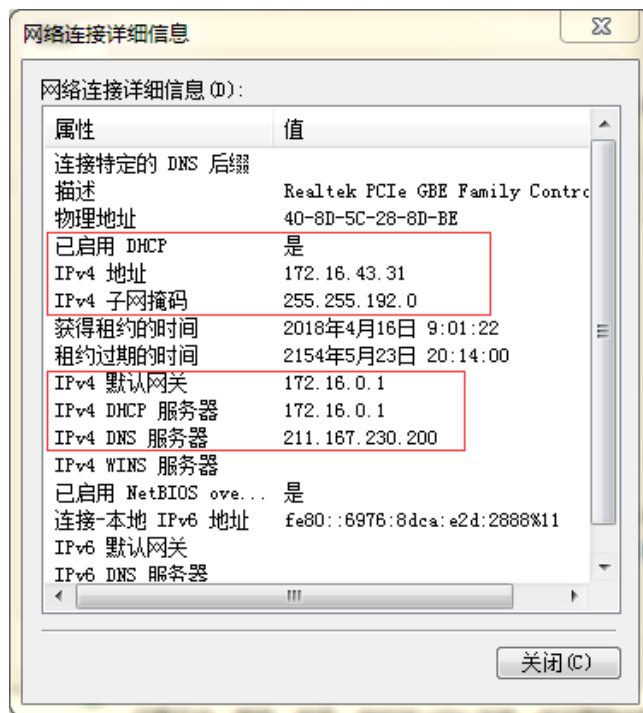 网络连接详细信息
网络连接详细信息(D):
属性 值
连接特定的 DNS 后缀
描述 Realtek PCIe GBE Family Contro
物理地址 40-8D-5C-28-8D-BE
已启用 DHCP 是
IPv4 地址 172.16.43.31
IPv4 子网掩码 255.255.192.0
获得租约的时间 2018年4月16日 9:01:22
租约过期的时间 2154年5月23日 20:14:00
IPv4 默认网关 172.16.0.1
IPv4 DHCP 服务器 172.16.0.1
IPv4 DNS 服务器 211.167.230.200
IPv4 WINS 服务器
已启用 NetBIOS ove... 是
连接-本地 IPv6 地址 fe80::6976:8dca:e2d:2888%11
IPv6 默认网关
IPv6 DNS 服务器
关闭(C)